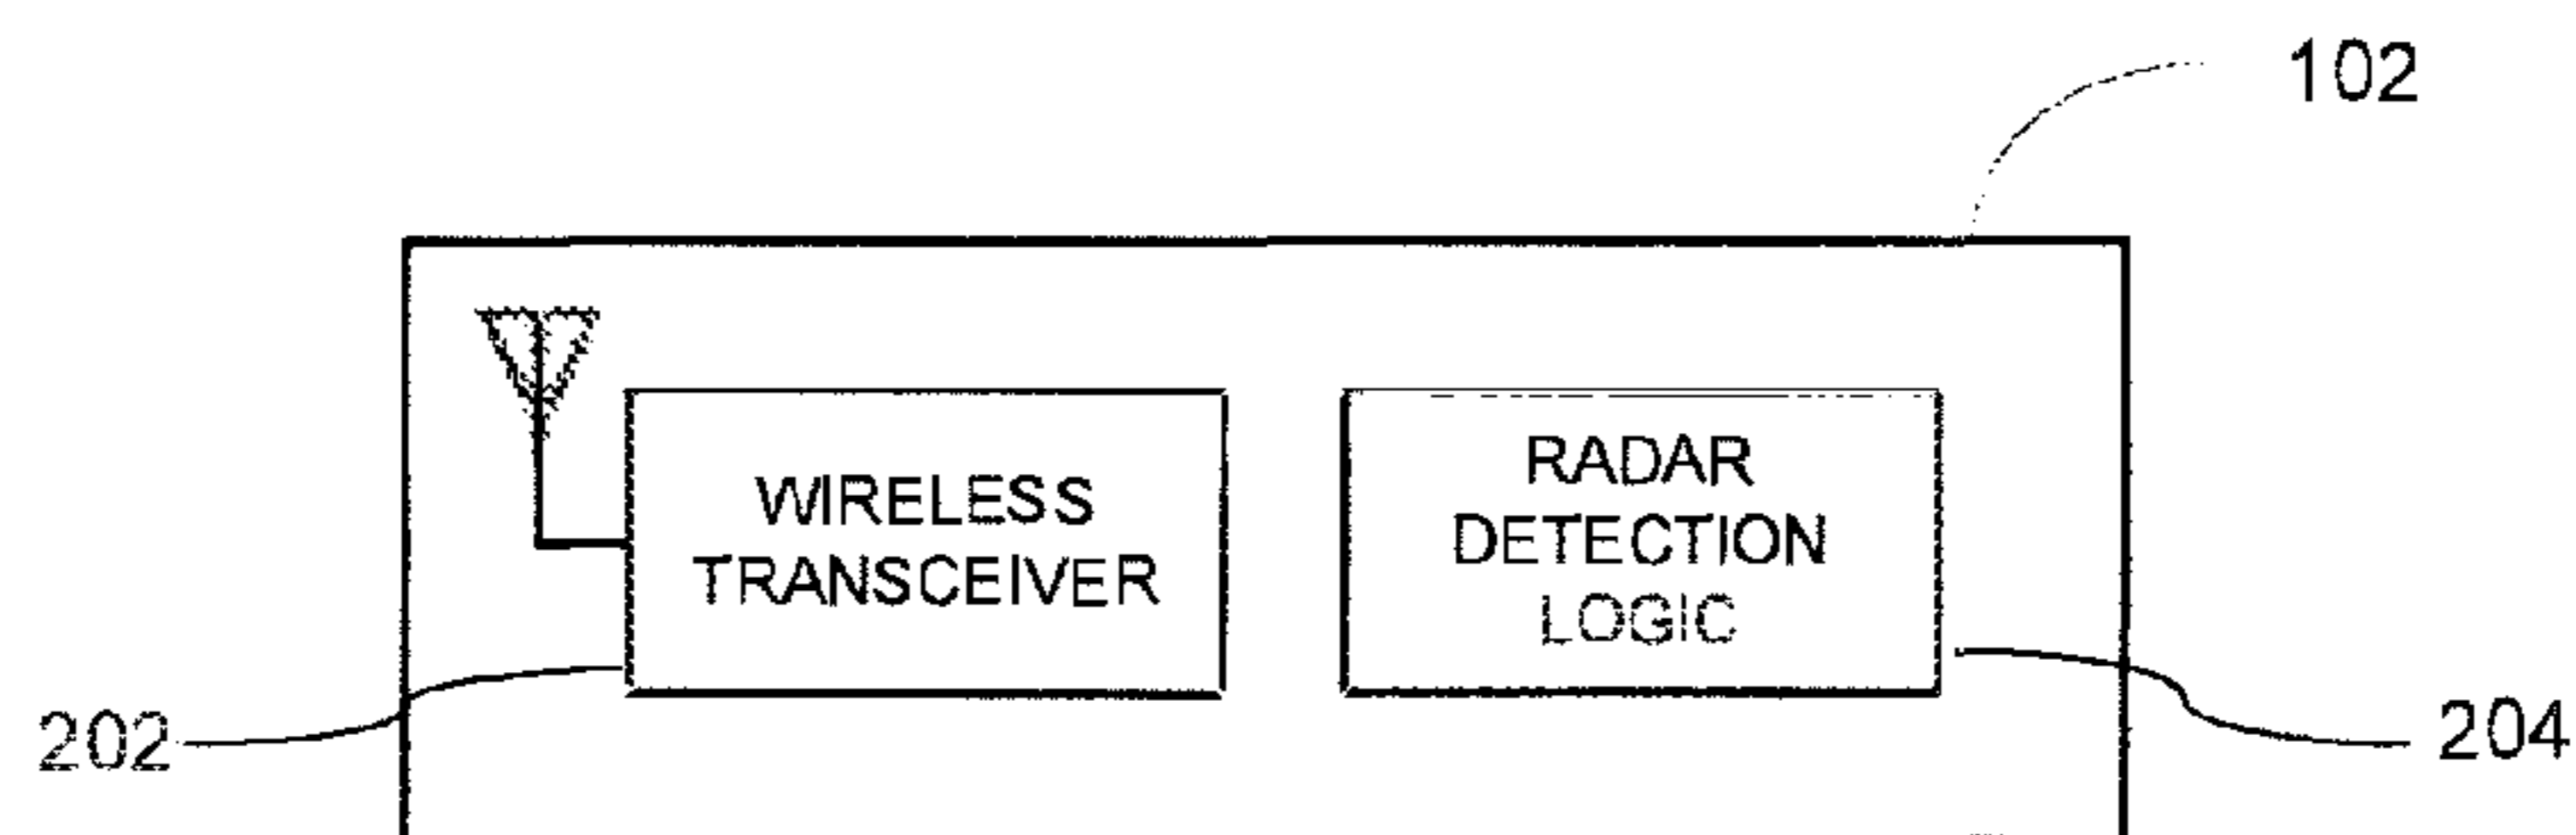 102
WIRELESS
TRANSCEIVER
RADAR
DETECTION
LOGIC
202
204